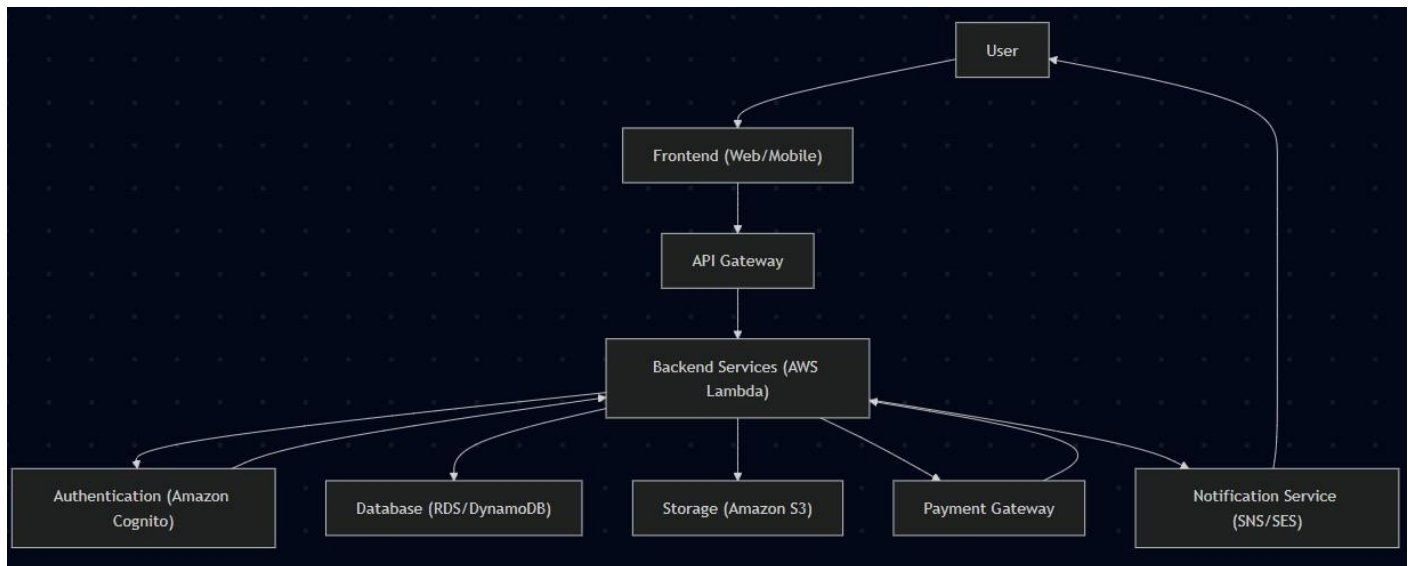 User
Frontend (Web/Mobile)
API Gateway
Backend Services (AWS
Lambda)
Authentication (Amazon
Cognito)
Database (RDS/DynamoDB)
Storage (Amazon S3)
Payment Gateway
Notification Service
(SNS/SES)